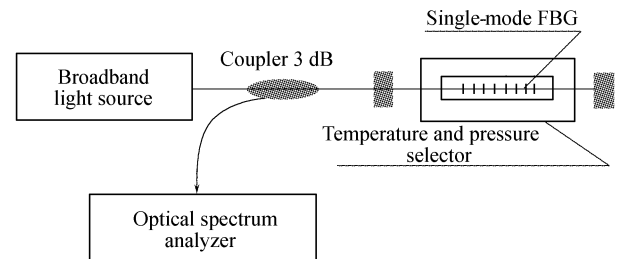 Single-mode FBG
Coupler 3 dB
Broadband
light source
Temperature and pressure
selector
Optical spectrum
analyzer